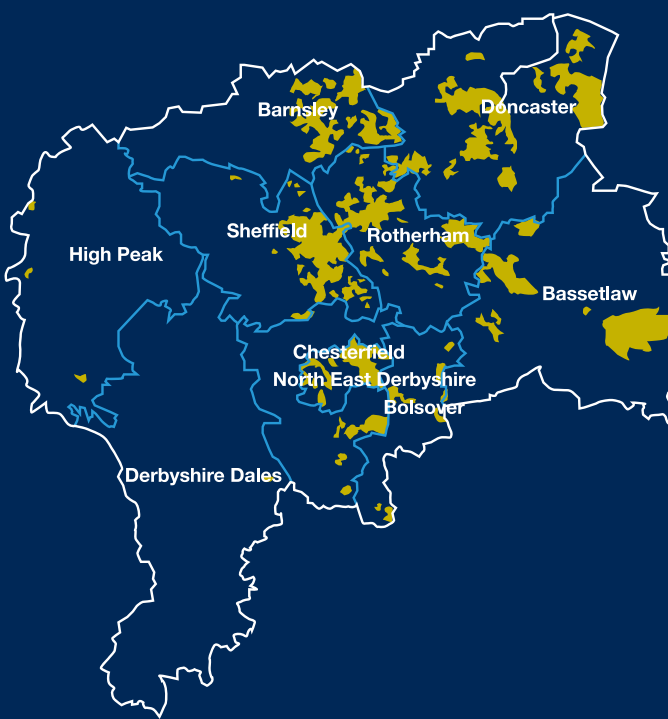 Barnsley
Doncaster
Sheffield
Rotherham
High Peak
Bassetlaw
Chesterfield
North East Derbyshire
Bolsover
Derbyshire Dales